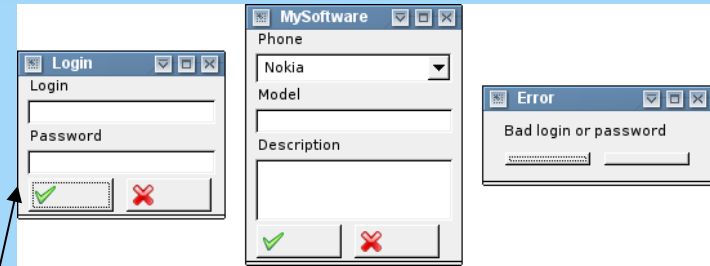 Login
Login
Password
MySoftware
Phone
Nokia
Model
Description
Error
Bad login or password